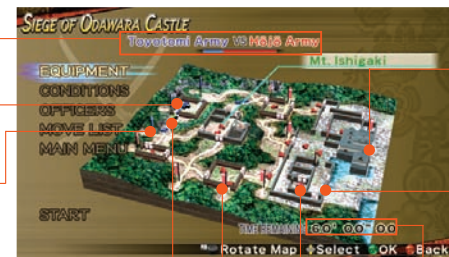 SIEGE OF ODAWARA CASTLE
Toyotomi Army VS Hōjō Army
Mt. Ishigaki
EQUIPMENT
CONDITIONS
OFFICERS
MOVE LIST
MAIN MENU
START
TIME REMAINING 60' 00" 00
Rotate Map Select OK Back